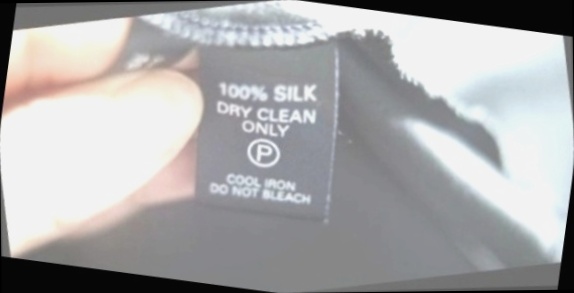 100% SILK
DRY CLEAN
ONLY
P
COOL IRON
DO NOT BLEACH